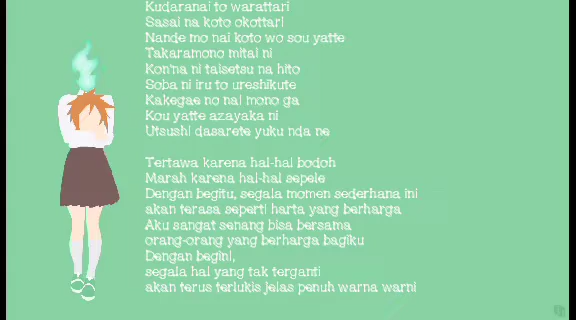 Kudaranai to warattari
Sasai na koto okottari
Nande mo nai koto wo sou yatte
Takaramono mitai ni
Kon'na ni taisetsu na hito
Soba ni iru to ureshikute
Kakegae no nai mono ga
Kou yatte azayaka ni
Utsushi dasarete yuku nda ne
Tertawa karena hal-hal bodoh
Marah karena hal-hal sepele
Dengan begitu, segala momen sederhana ini
akan terasa seperti harta yang berharga
Aku sangat senang bisa bersama
orang-orang yang berharga bagiku
Dengan begini,
segala hal yang tak terganti
akan terus terlukis jelas penuh warna warni